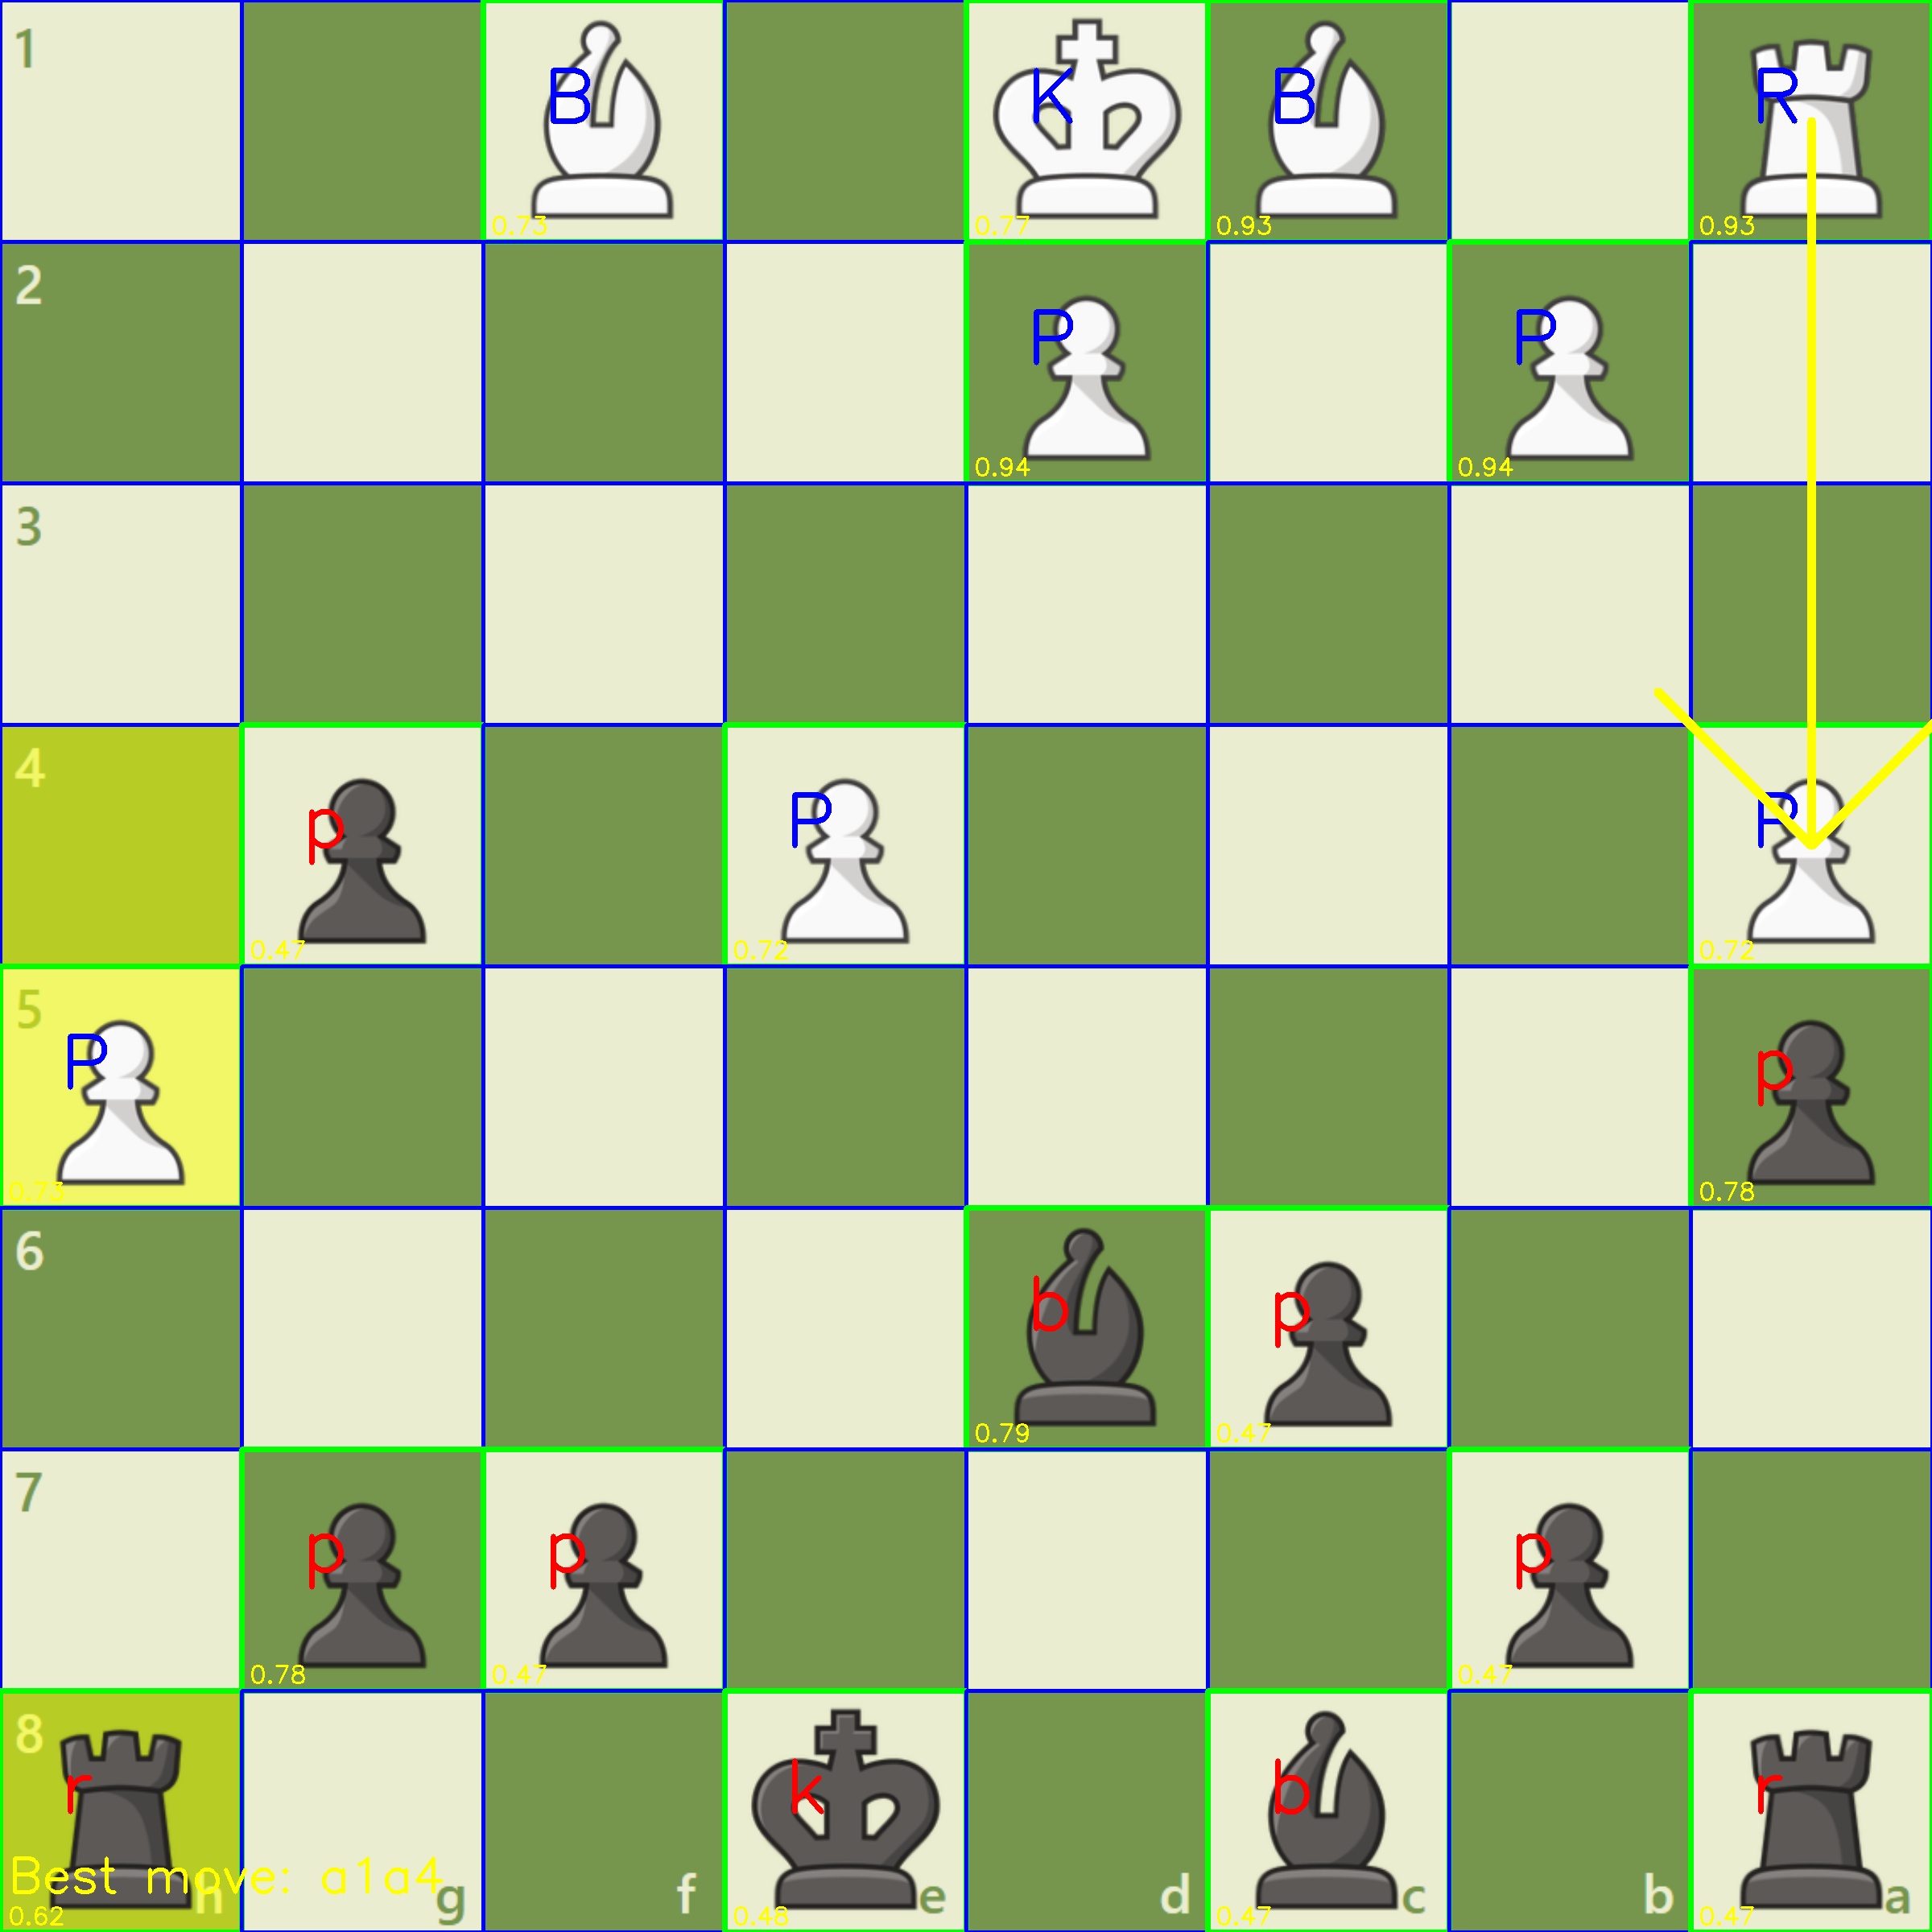 1 B K B R
0.73 0.77 0.93 0.93
2 P P
0.94 0.94
3
4 p P P
0.47 0.72 0.72
5 P p
0.73 0.78
6 b p
0.79 0.47
7 p p p
0.78 0.47 0.47
8 r k b r
Best move: a1a4
h g f e d c b a
0.62 0.48 0.47 0.47